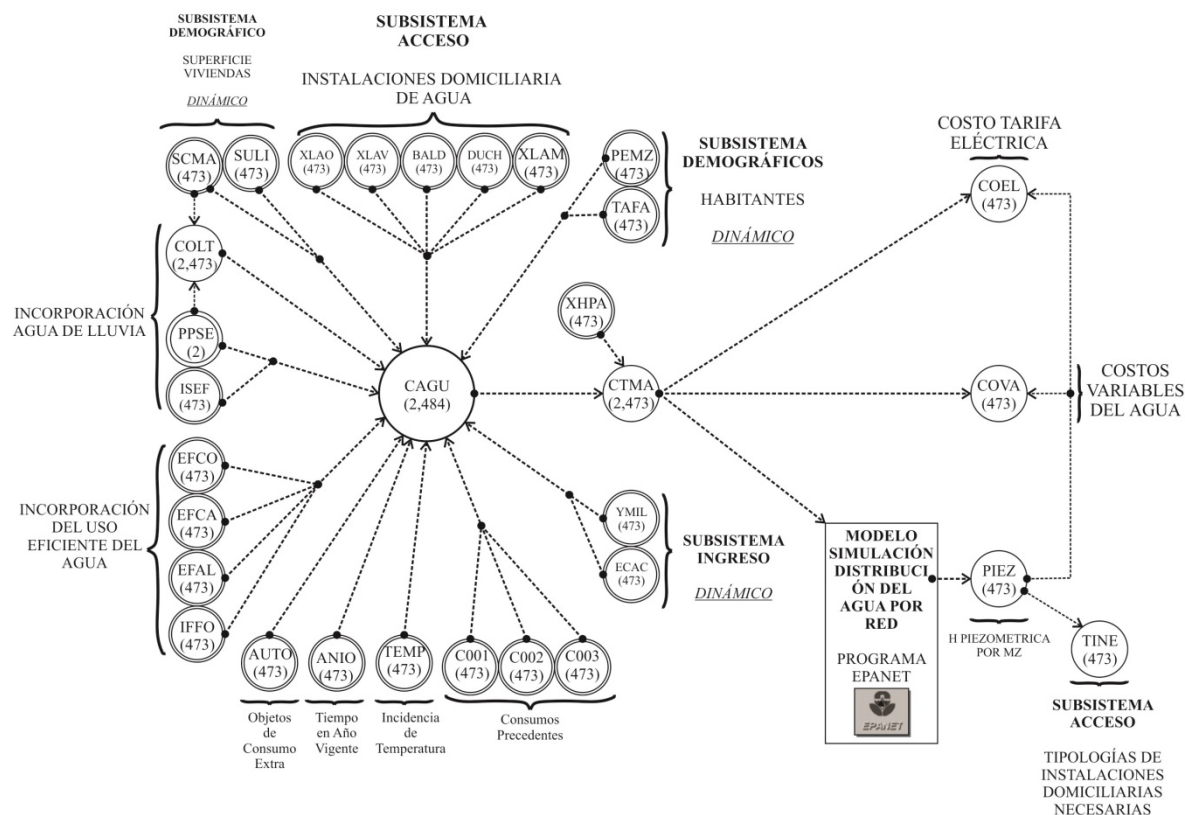 SUBSISTEMA
DEMOGRÁFICO
SUPERFICIE
VIVIENDAS
DINÁMICO
SUBSISTEMA
ACCESO
INSTALACIONES DOMICILIARIA
DE AGUA
SCMA
(473)
SULI
(473)
XLAO
(473)
XLAV
(473)
BALD
(473)
DUCH
(473)
XLAM
(473)
PEMZ
(473)
TAFA
(473)
SUBSISTEMA
DEMOGRÁFICOS
HABITANTES
DINÁMICO
COSTO TARIFA
ELÉCTRICA
COEL
(473)
INCORPORACIÓN
AGUA DE LLUVIA
COLT
(2,473)
PPSE
(2)
ISEF
(473)
XHPA
(473)
CAGU
(2,484)
CTMA
(2,473)
COVA
(473)
COSTOS
VARIABLES
DEL AGUA
INCORPORACIÓN
DEL USO
EFICIENTE DEL
AGUA
EFCO
(473)
EFCA
(473)
EFAL
(473)
IFFO
(473)
YMIL
(473)
ECAC
(473)
SUBSISTEMA
INGRESO
DINÁMICO
MODELO
SIMULACIÓN
DISTRIBUCI
ÓN DEL
AGUA POR
RED
PROGRAMA
EPANET
EPANET
PIEZ
(473)
H PIEZOMETRICA
POR MZ
TINE
(473)
SUBSISTEMA
ACCESO
TIPOLOGÍAS DE
INSTALACIONES
DOMICILIARIAS
NECESARIAS
AUTO
(473)
ANIO
(473)
TEMP
(473)
C001
(473)
C002
(473)
C003
(473)
Objetos
de
Consumo
Extra
Tiempo
en Año
Vigente
Incidencia
de
Temperatura
Consumos
Precedentes